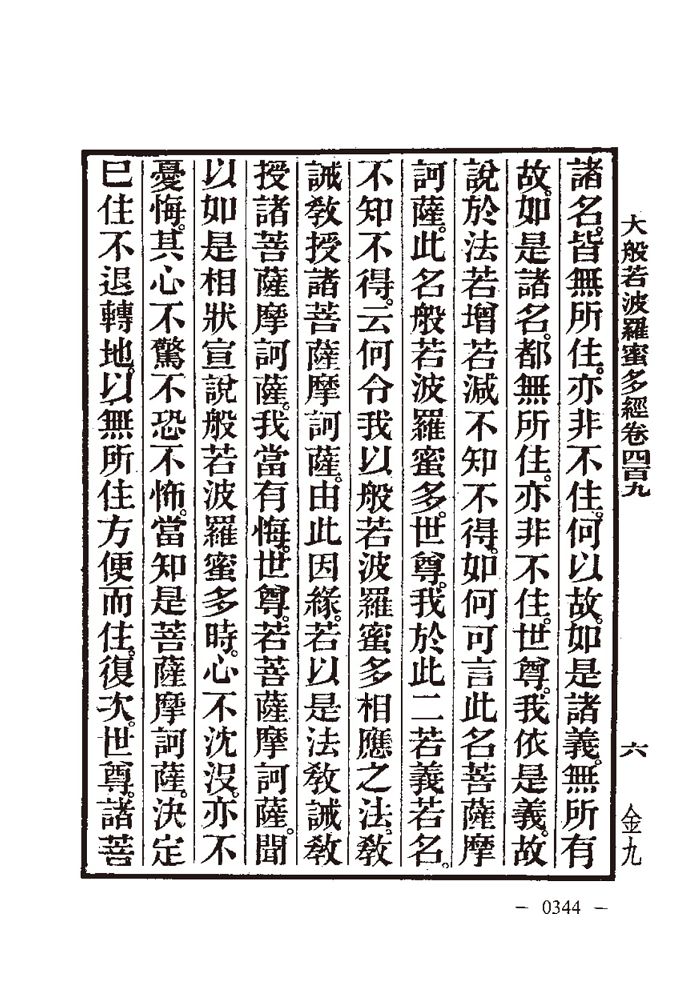 大般若波羅蜜多經卷四百九
六
金九
諸名。皆無所住。亦非不住。何以故。如是諸義。無所有
故。如是諸名。都無所住。亦非不住。世尊。我依是義。故
說於法若增若減不知不得。如何可言此名菩薩摩
訶薩。此名般若波羅蜜多。世尊。我於此二若義若名。
不知不得。云何令我以般若波羅蜜多相應之法。教
誡教授諸菩薩摩訶薩。由此因緣。若以是法教誡教
授諸菩薩摩訶薩。我當有悔。世尊。若菩薩摩訶薩。聞
以如是相狀宣說般若波羅蜜多時。心不沈沒。亦不
憂悔。其心不驚不恐不怖。當知是菩薩摩訶薩。決定
已住不退轉地。以無所住方便而住。復次。世尊。諸菩
— 0344 —